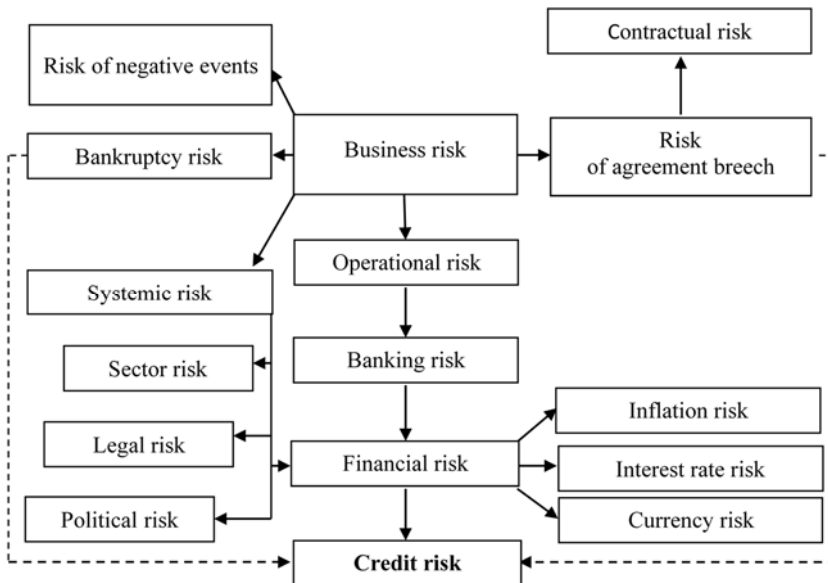 Contractual risk
Risk of negative events
Business risk
Risk
of agreement breech
Bankruptcy risk
Operational risk
Systemic risk
Banking risk
Sector risk
Inflation risk
Legal risk
Financial risk
Interest rate risk
Political risk
Currency risk
Credit risk